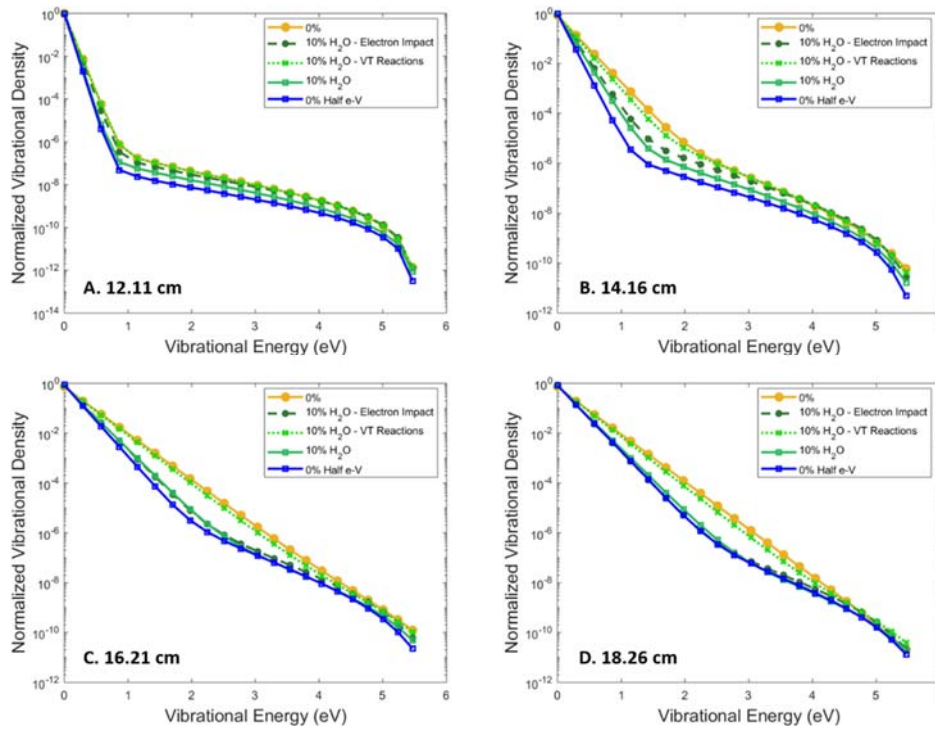 10^0
10^-2
10^-4
10^-6
10^-8
10^-10
10^-12
10^-14
Normalized Vibrational Density
0%
10% H₂O - Electron Impact
10% H₂O - VT Reactions
10% H₂O
0% Half e-V
A. 12.11 cm
0 1 2 3 4 5 6
Vibrational Energy (eV)
10^0
10^-2
10^-4
10^-6
10^-8
10^-10
10^-12
Normalized Vibrational Density
0%
10% H₂O - Electron Impact
10% H₂O - VT Reactions
10% H₂O
0% Half e-V
B. 14.16 cm
0 1 2 3 4 5
Vibrational Energy (eV)
10^0
10^-2
10^-4
10^-6
10^-8
10^-10
10^-12
Normalized Vibrational Density
0%
10% H₂O - Electron Impact
10% H₂O - VT Reactions
10% H₂O
0% Half e-V
C. 16.21 cm
0 1 2 3 4 5 6
Vibrational Energy (eV)
10^0
10^-2
10^-4
10^-6
10^-8
10^-10
10^-12
Normalized Vibrational Density
0%
10% H₂O - Electron Impact
10% H₂O - VT Reactions
10% H₂O
0% Half e-V
D. 18.26 cm
0 1 2 3 4 5
Vibrational Energy (eV)